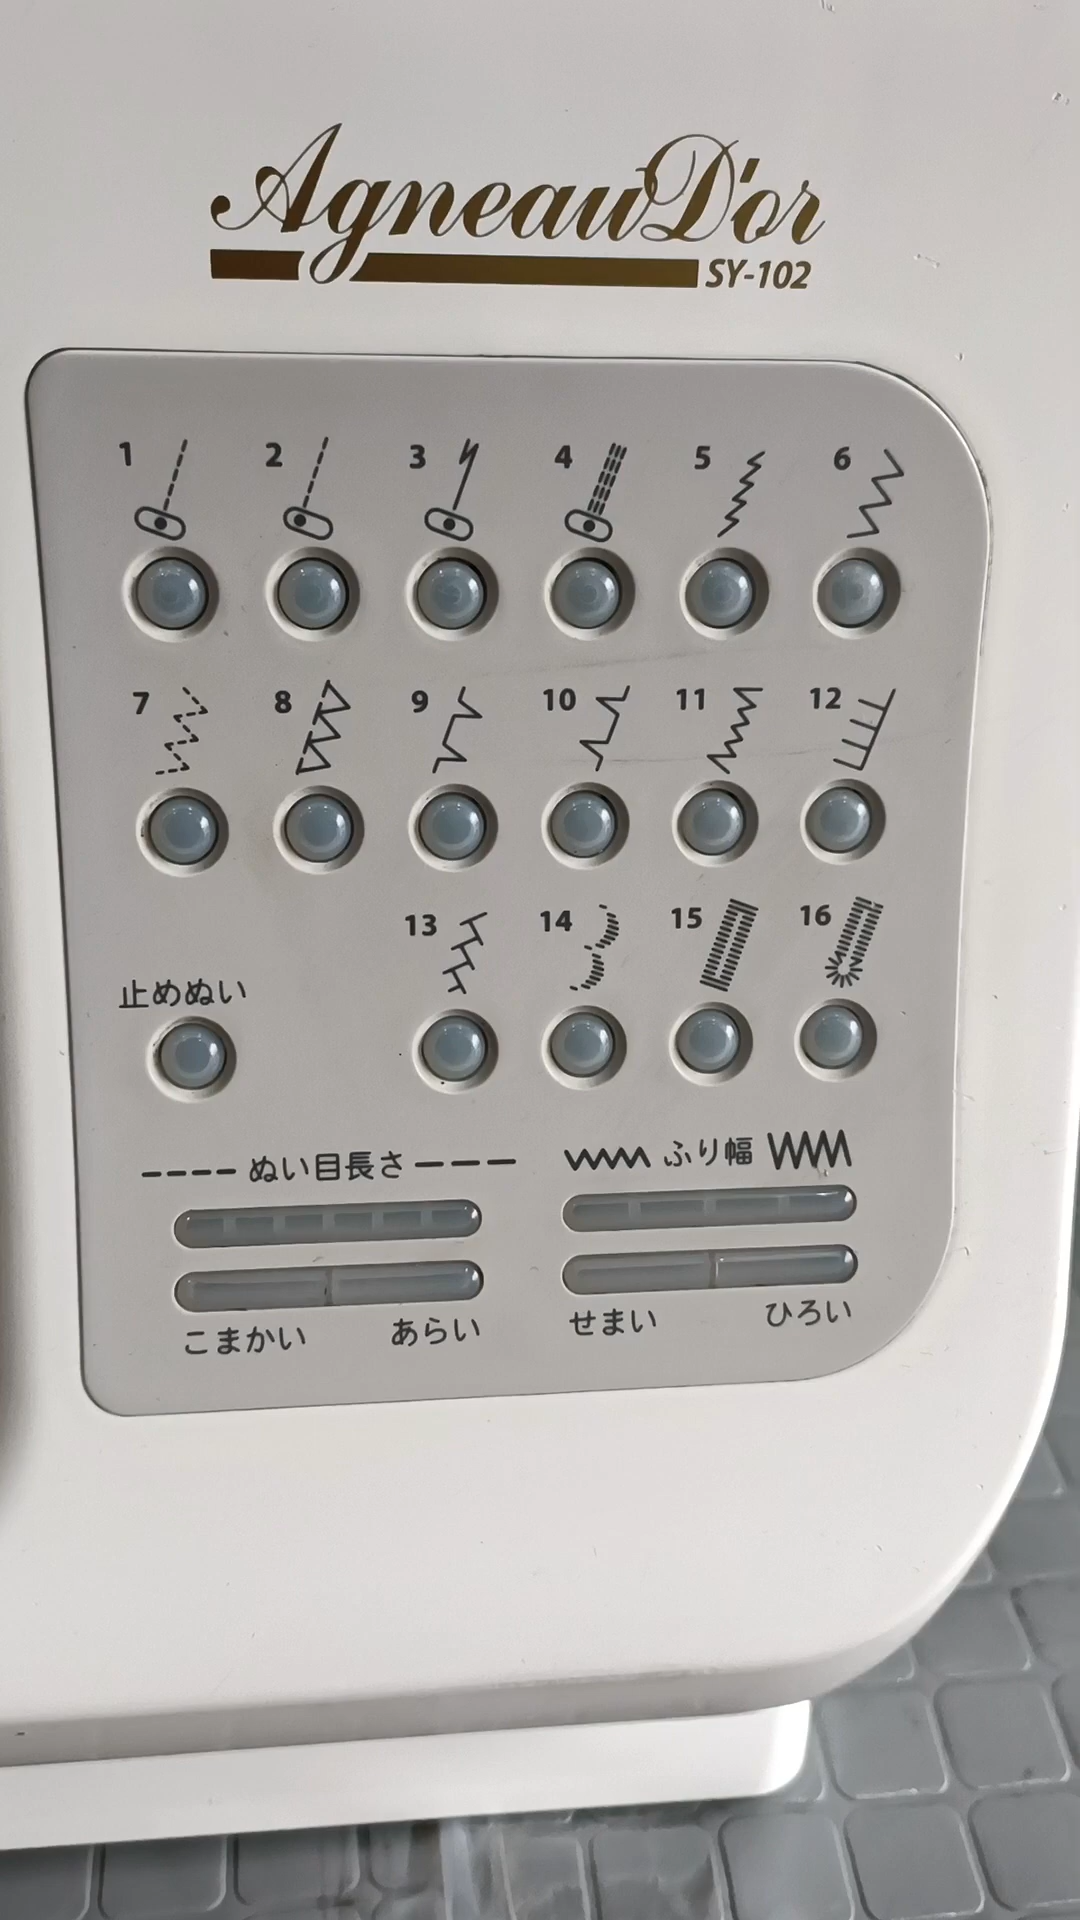 Agneau D'or
SY-102
1 2 3 4 5 6
7 8 9 10 11 12
13 14 15 16
止めぬい
ぬい目長さ ふり幅
こまかい あらい せまい ひろい